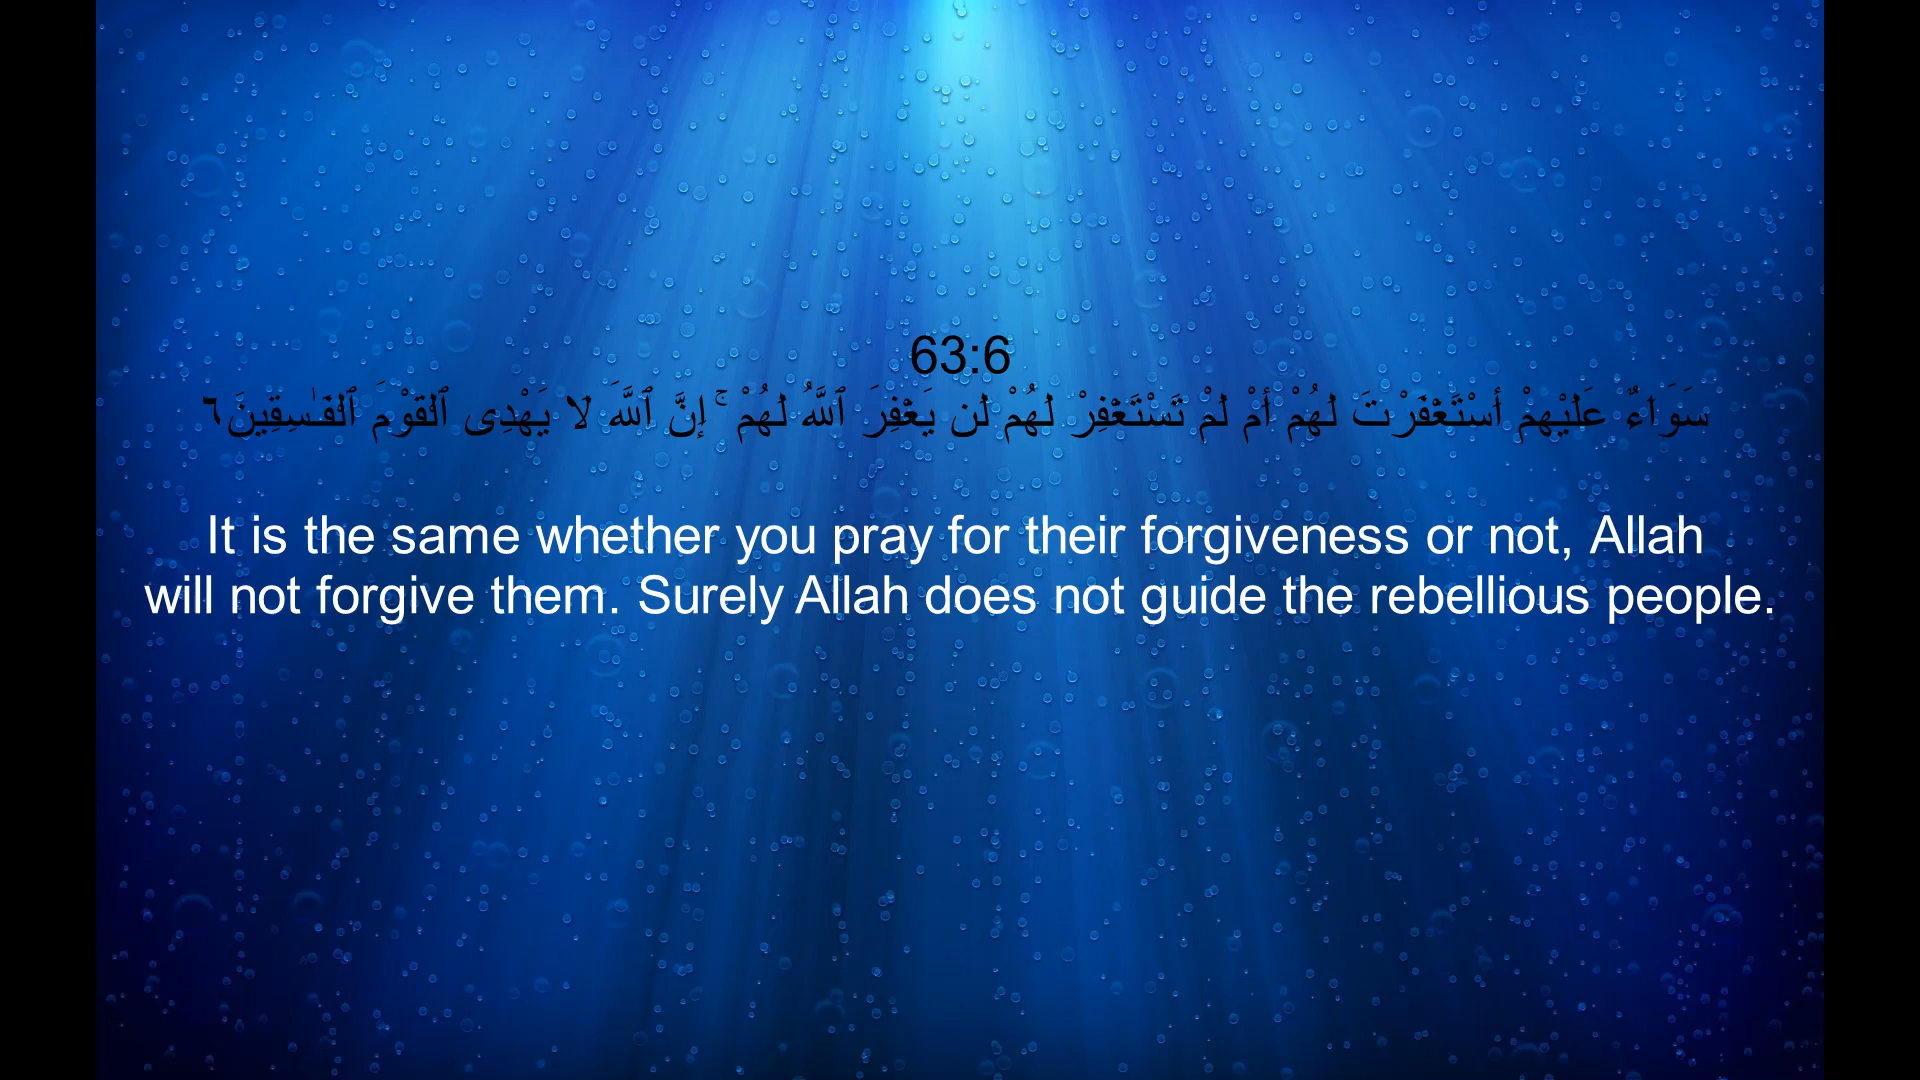 63:6
سَوَآءٌ عَلَيْهِمْ أَسْتَغْفَرْتَ لَهُمْ أَمْ لَمْ تَسْتَغْفِرْ لَهُمْ لَن يَغْفِرَ ٱللَّهُ لَهُمْ ۚ إِنَّ ٱللَّهَ لَا يَهْدِى ٱلْقَوْمَ ٱلْفَـٰسِقِينَ ٦
It is the same whether you pray for their forgiveness or not, Allah
will not forgive them. Surely Allah does not guide the rebellious people.